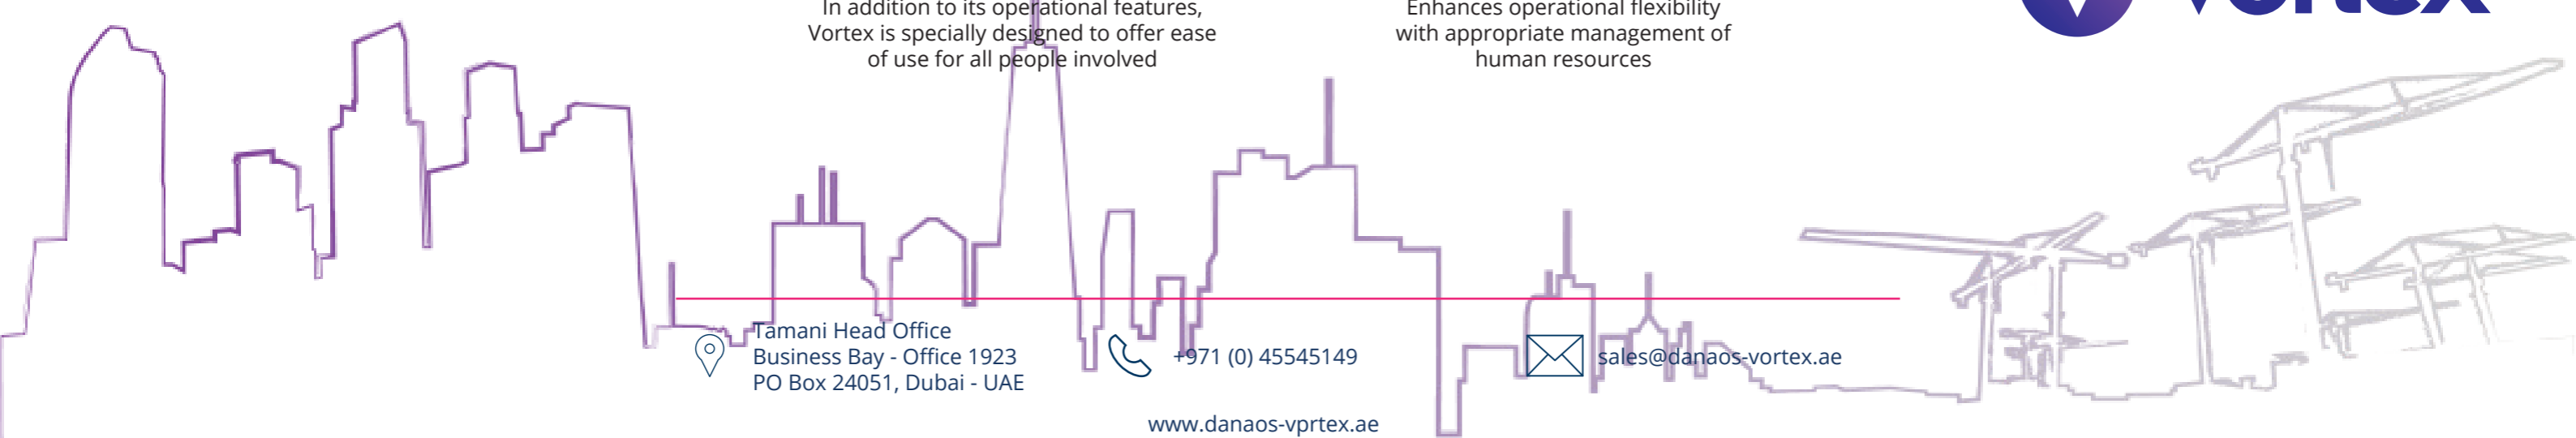 In addition to its operational features,
Vortex is specially designed to offer ease
of use for all people involved
Enhances operational flexibility
with appropriate management of
human resources
vortex
Tamani Head Office
Business Bay - Office 1923
PO Box 24051, Dubai - UAE
+971 (0) 45545149
sales@danaos-vortex.ae
www.danaos-vprtex.ae